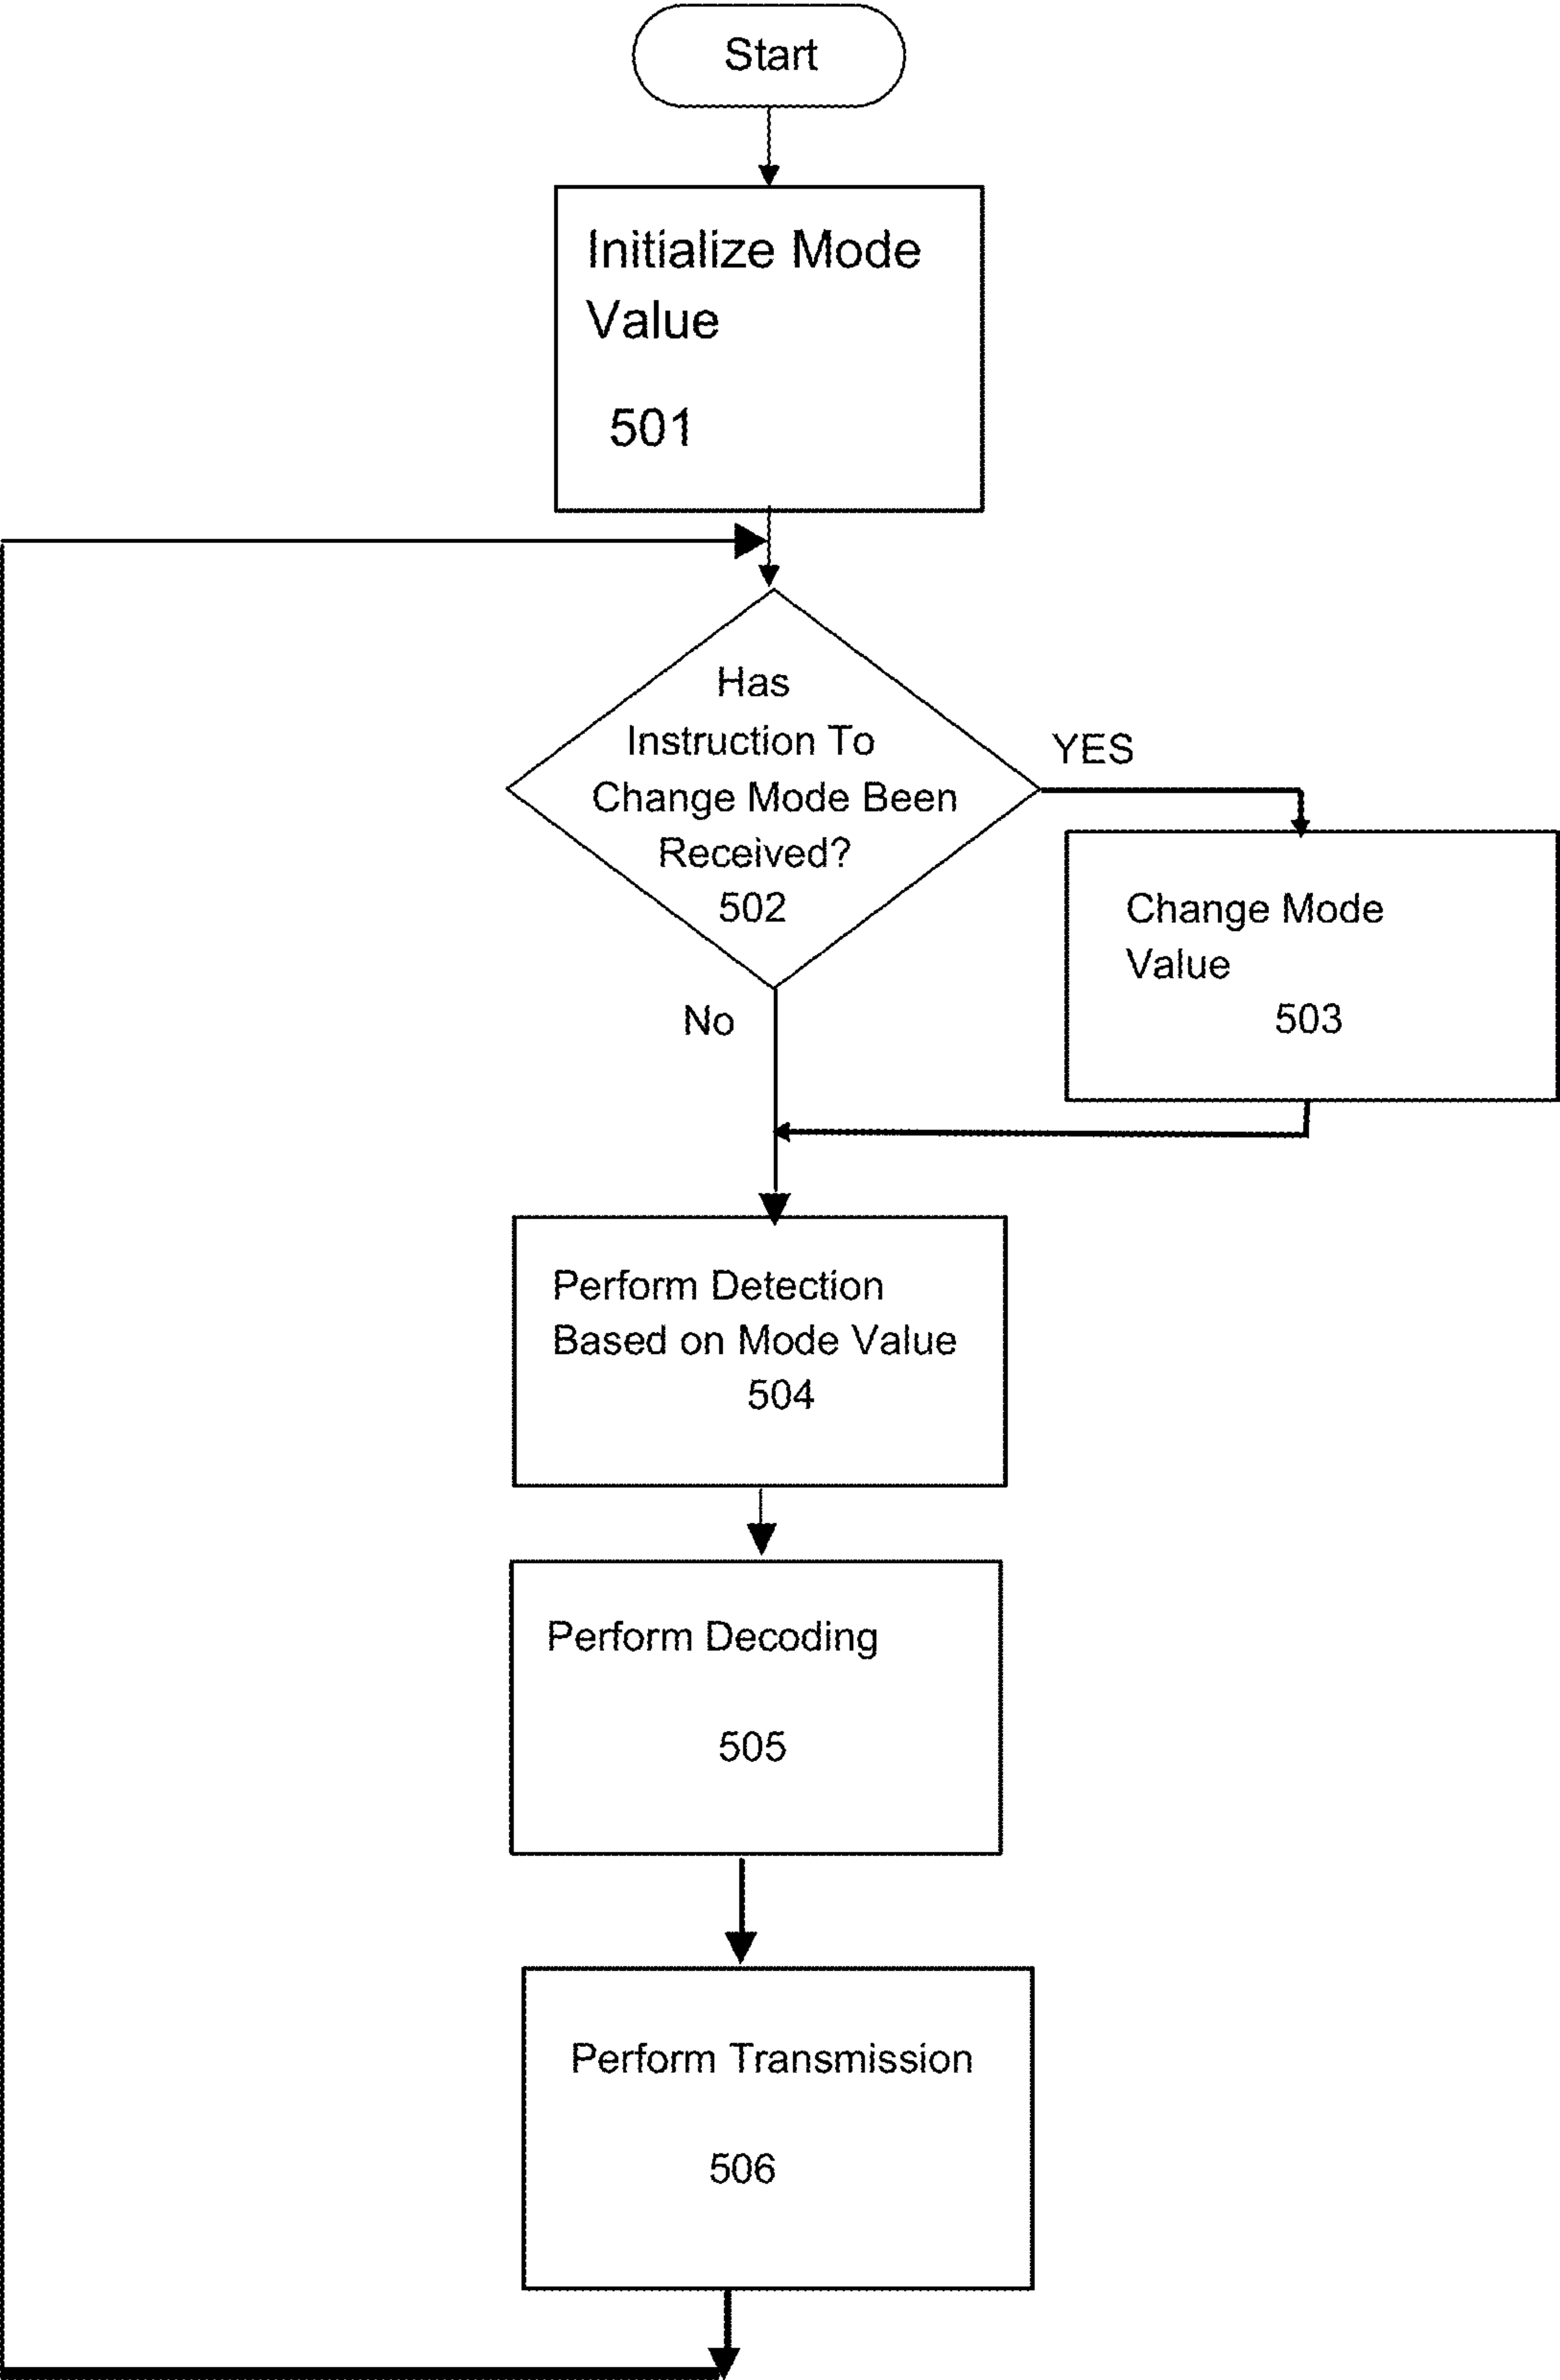 Start
Initialize Mode
Value
501
Has
Instruction To
Change Mode Been
Received?
502
YES
Change Mode
Value
503
No
Perform Detection
Based on Mode Value
504
Perform Decoding
505
Perform Transmission
506